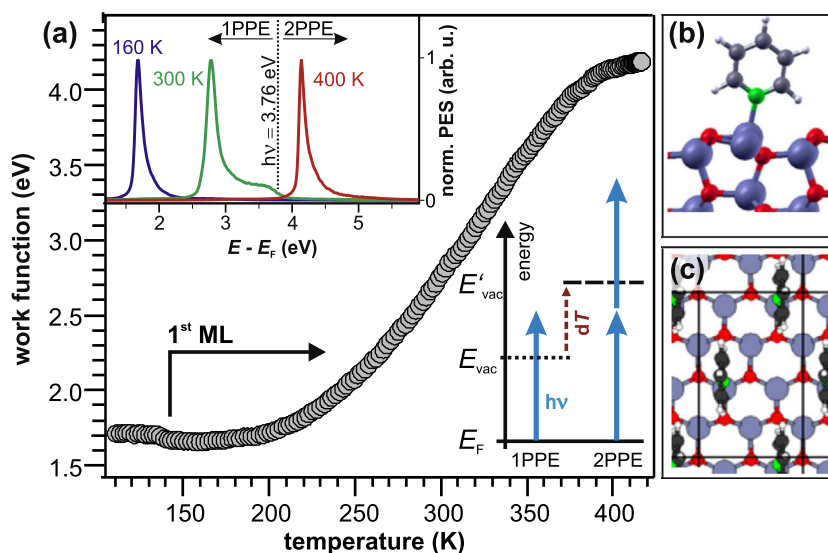 (a)
1PPE 2PPE
160 K
300 K
400 K
hν = 3.76 eV
1
0
norm. PES (arb. u.)
2 3 4 5
E - E_F (eV)
4.0
3.5
3.0
2.5
2.0
1.5
work function (eV)
1st ML
energy
E'vac
Evac
EF
dT
hν
1PPE 2PPE
150 200 250 300 350 400
temperature (K)
(b)
(c)